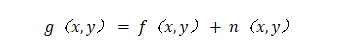 g (x,y) = f (x,y) + n (x,y)